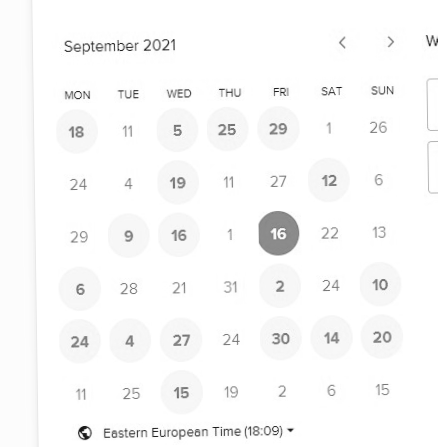 September 2021
W
MON TUE WED THU FRI SAT SUN
18 11 5 25 29 1 26
24 4 19 11 27 12 6
29 9 16 1 16 22 13
6 28 21 31 2 24 10
24 4 27 24 30 14 20
11 25 15 19 2 6 15
Eastern European Time (18:09)